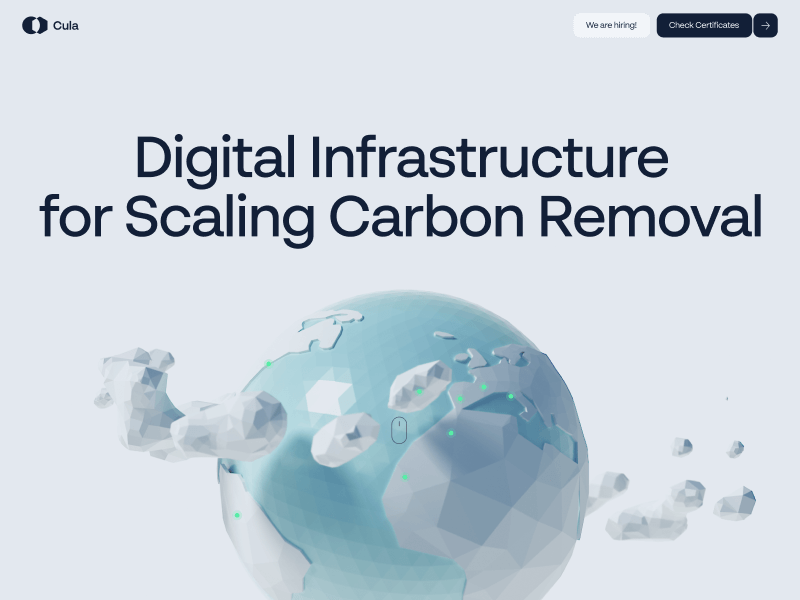 Cula
We are hiring!
Check Certificates
Digital Infrastructure
for Scaling Carbon Removal